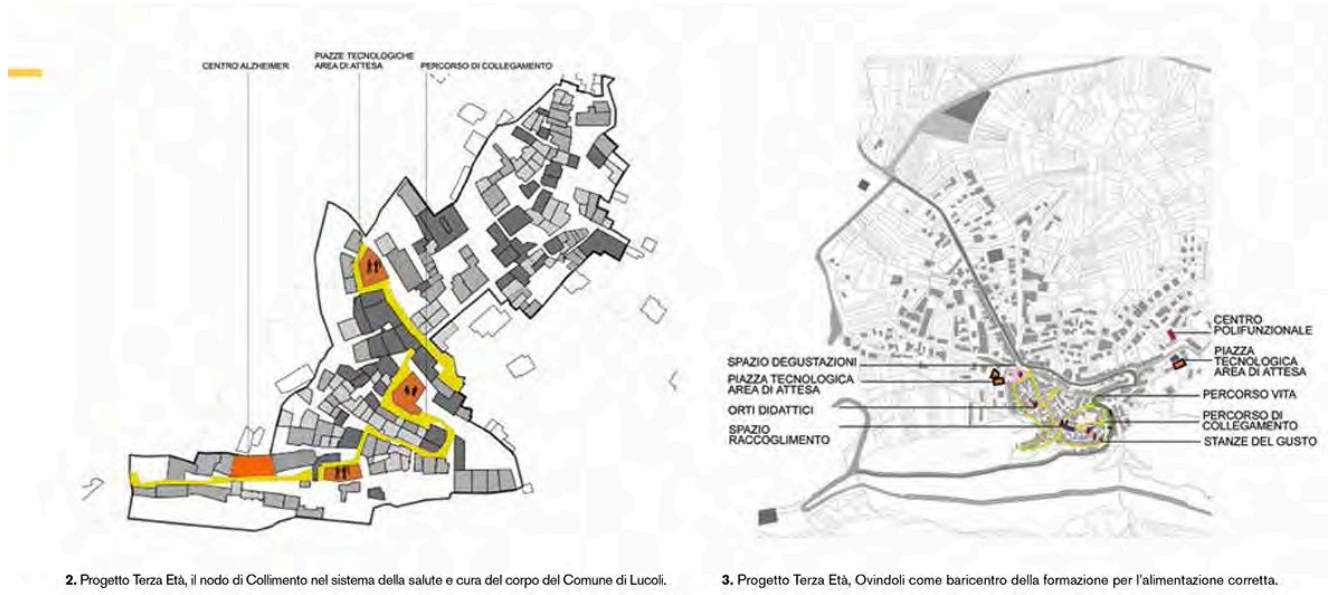 CENTRO ALZHEIMER
PIAZZE TECNOLOGICHE
AREA DI ATTESA
PERCORSO DI COLLEGAMENTO
2. Progetto Terza Età, il nodo di Collimento nel sistema della salute e cura del corpo del Comune di Lucoli.
SPAZIO DEGUSTAZIONI
PIAZZA TECNOLOGICA
AREA DI ATTESA
ORTI DIDATTICI
SPAZIO
RACCOGLIMENTO
CENTRO
POLIFUNZIONALE
PIAZZA
TECNOLOGICA
AREA DI ATTESA
PERCORSO VITA
PERCORSO DI
COLLEGAMENTO
STANZE DEL GUSTO
3. Progetto Terza Età, Ovindoli come baricentro della formazione per l'alimentazione corretta.